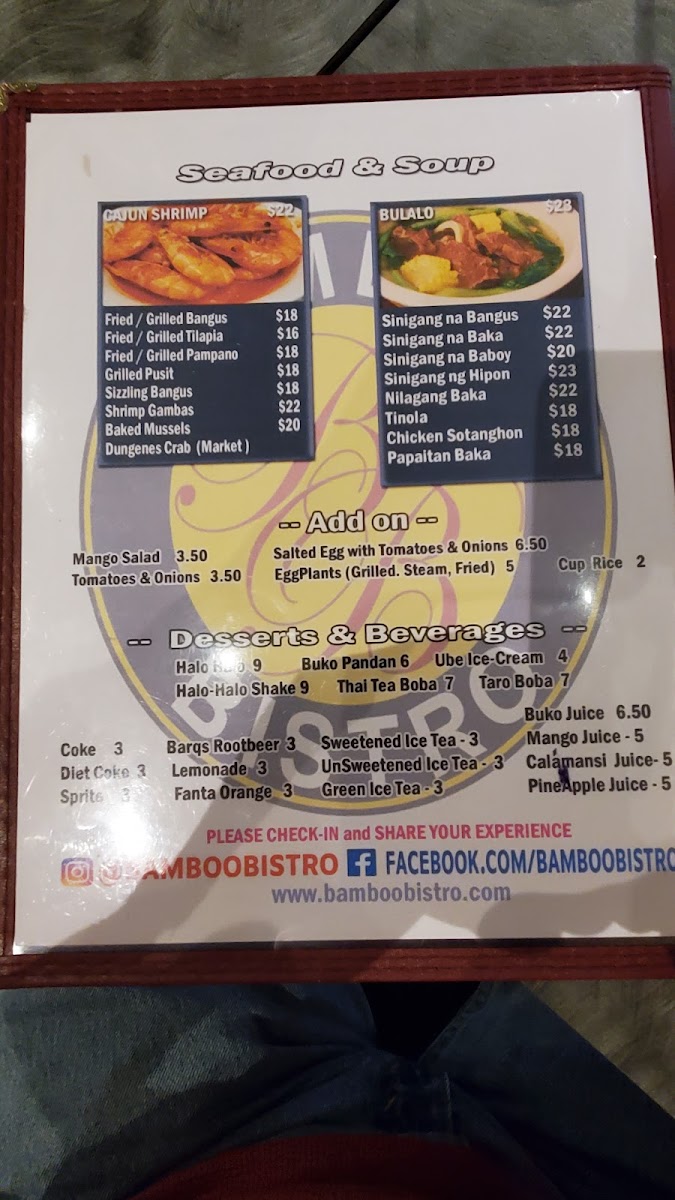 Seafood & Soup
CAJUN SHRIMP $22
Fried / Grilled Bangus $18
Fried / Grilled Tilapia $16
Fried / Grilled Pampano $18
Grilled Pusit $18
Sizzling Bangus $18
Shrimp Gambas $22
Baked Mussels $20
Dungenes Crab (Market )
BULALO $23
Sinigang na Bangus $22
Sinigang na Baka $22
Sinigang na Baboy $20
Sinigang ng Hipon $23
Nilagang Baka $22
Tinola $18
Chicken Sotanghon $18
Papaitan Baka $18
-- Add on --
Mango Salad 3.50 Salted Egg with Tomatoes & Onions 6.50
Tomatoes & Onions 3.50 EggPlants (Grilled. Steam, Fried) 5 Cup Rice 2
-- Desserts & Beverages --
Halo 9 Buko Pandan 6 Ube Ice-Cream 4
Halo-Halo Shake 9 Thai Tea Boba 7 Taro Boba 7
Buko Juice 6.50
Coke 3 Barqs Rootbeer 3 Sweetened Ice Tea - 3 Mango Juice - 5
Diet Coke 3 Lemonade 3 UnSweetened Ice Tea - 3 Calamansi Juice- 5
Sprite 3 Fanta Orange 3 Green Ice Tea - 3 PineApple Juice - 5
BISTRO
PLEASE CHECK-IN and SHARE YOUR EXPERIENCE
@BAMBOOBISTRO FACEBOOK.COM/BAMBOOBISTRO
www.bamboobistro.com